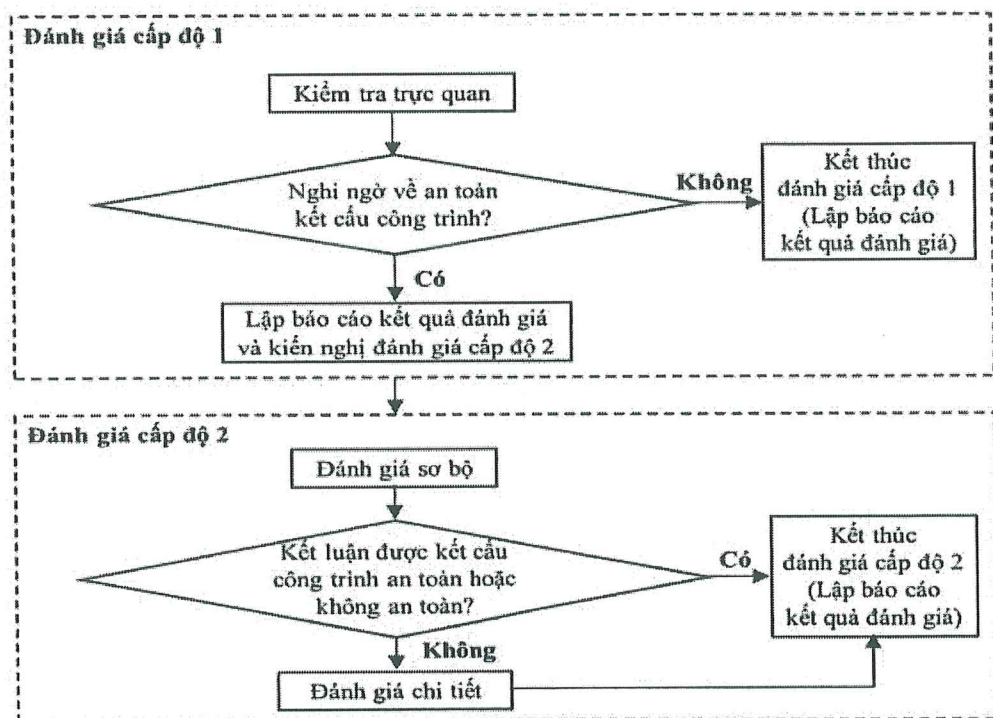 Đánh giá cấp độ 1
Kiểm tra trực quan
Nghi ngờ về an toàn
kết cấu công trình?
Không
Kết thúc
đánh giá cấp độ 1
(Lập báo cáo
kết quả đánh giá)
Có
Lập báo cáo kết quả đánh giá
và kiến nghị đánh giá cấp độ 2
Đánh giá cấp độ 2
Đánh giá sơ bộ
Kết luận được kết cấu
công trình an toàn hoặc
không an toàn?
Có
Kết thúc
đánh giá cấp độ 2
(Lập báo cáo
kết quả đánh giá)
Không
Đánh giá chi tiết